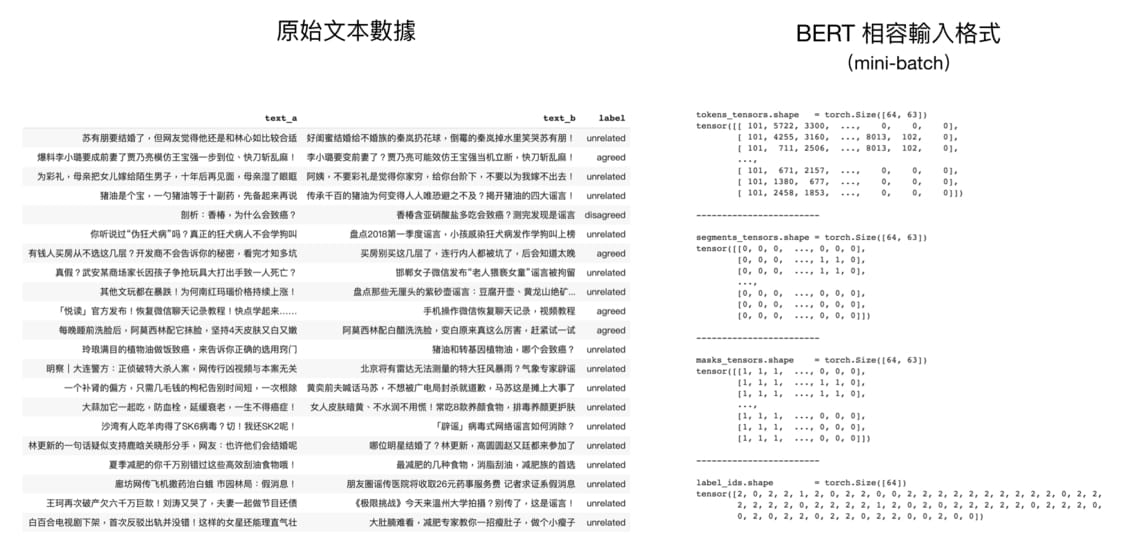 原始文本數據
text_a text_b label
苏有朋要结婚了，但网友觉得他还是和林心如比较合适 好闺蜜结婚给不婚族的秦岚扔花球，倒霉的秦岚掉水里笑哭苏有朋！ unrelated
爆料李小璐要成前妻了贾乃亮模仿王宝强一步到位、快刀斩乱麻！ 李小璐要变前妻了？贾乃亮可能效仿王宝强当机立断，快刀斩乱麻！ agreed
为彩礼，母亲把女儿嫁给陌生男子，十年后再见面，母亲湿了眼眶 阿姨，不要彩礼是觉得你家穷，给你台阶下，不要以为我嫁不出去！ unrelated
猪油是个宝，一勺猪油等于十副药，先备起来再说 传承千百的猪油为何变得人人唯恐避之不及？揭开猪油的四大谣言！ unrelated
剖析：香椿，为什么会致癌？ 香椿含亚硝酸盐多吃会致癌？测完发现是谣言 disagreed
你听说过“伪狂犬病”吗？真正的狂犬病人不会学狗叫 盘点2018第一季度谣言，小孩感染狂犬病发作学狗叫上榜 unrelated
有钱人买房从不选这几层？开发商不会告诉你的秘密，看完才知多坑 买房别买这几层了，连行内人都被坑了，后会知道太晚 agreed
真假？武安某商场家长因孩子争抢玩具大打出手致一人死亡？ 邯郸女子微信发布“老人猥亵女童”谣言被拘留 unrelated
其他文玩都在暴跌！为何南红玛瑙价格持续上涨！ 盘点那些无厘头的紫砂壶谣言：豆腐开壶、黄龙山绝矿... unrelated
「悦读」官方发布！恢复微信聊天记录教程！快点学起来…… 手机操作微信恢复聊天记录，视频教程 agreed
每晚睡前洗脸后，阿莫西林配它抹脸，坚持4天皮肤又白又嫩 阿莫西林配白醋洗洗脸，变白原来真这么厉害，赶紧试一试 agreed
玲琅满目的植物油做饭致癌，来告诉你正确的选用窍门 猪油和转基因植物油，哪个会致癌？ unrelated
明察｜大连警方：正侦破特大杀人案，网传行凶视频与本案无关 北京将有雷达无法测量的特大狂风暴雨？气象专家辟谣 unrelated
一个补肾的偏方，只需几毛钱的枸杞告别时间短，一次根除 黄奕前夫喊话马苏，不想被广电局封杀就道歉，马苏这是摊上大事了 unrelated
大蒜加它一起吃，防血栓，延缓衰老，一生不得癌症！ 女人皮肤暗黄、不水润不用慌！常吃8款养颜食物，排毒养颜更护肤 unrelated
沙湾有人吃羊肉得了SK6病毒？切！我还SK2呢！ 「辟谣」病毒式网络谣言如何消除？ unrelated
林更新的一句话疑似支持鹿晗关晓彤分手，网友：也许他们会结婚呢 哪位明星结婚了？林更新，高圆圆赵又廷都来参加了 unrelated
夏季减肥的你千万别错过这些高效刮油食物哦！ 最减肥的几种食物，消脂刮油，减肥族的首选 unrelated
廊坊网传飞机撒药治白蛾 市园林局：假消息！ 朋友圈谣传医院将收取26元药事服务费 记者求证系假消息 unrelated
王珂再次破产欠六千万巨款！刘涛又哭了，夫妻一起做节目还债 《极限挑战》今天来温州大学拍摄？别传了，这是谣言！ unrelated
白百合电视剧下架，首次反驳出轨并没错！这样的女星还能理直气壮 大肚腩难看，减肥专家教你一招瘦肚子，做个小瘦子 unrelated
BERT 相容輸入格式
（mini-batch）
tokens_tensors.shape = torch.Size([64, 63])
tensor([[ 101, 5722, 3300, ..., 0, 0, 0],
[ 101, 4255, 3160, ..., 8013, 102, 0],
[ 101, 711, 2506, ..., 8013, 102, 0],
...,
[ 101, 671, 2157, ..., 0, 0, 0],
[ 101, 1380, 677, ..., 0, 0, 0],
[ 101, 2458, 1853, ..., 0, 0, 0]])
------------------------
segments_tensors.shape = torch.Size([64, 63])
tensor([[0, 0, 0, ..., 0, 0, 0],
[0, 0, 0, ..., 1, 1, 0],
[0, 0, 0, ..., 1, 1, 0],
...,
[0, 0, 0, ..., 0, 0, 0],
[0, 0, 0, ..., 0, 0, 0],
[0, 0, 0, ..., 0, 0, 0]])
------------------------
masks_tensors.shape = torch.Size([64, 63])
tensor([[1, 1, 1, ..., 0, 0, 0],
[1, 1, 1, ..., 1, 1, 0],
[1, 1, 1, ..., 1, 1, 0],
...,
[1, 1, 1, ..., 0, 0, 0],
[1, 1, 1, ..., 0, 0, 0],
[1, 1, 1, ..., 0, 0, 0]])
------------------------
label_ids.shape = torch.Size([64])
tensor([2, 0, 2, 2, 1, 2, 0, 2, 2, 0, 0, 2, 2, 2, 2, 2, 2, 2, 2, 2, 0, 2, 2,
2, 2, 2, 2, 0, 2, 2, 2, 2, 1, 2, 0, 2, 0, 2, 2, 2, 2, 2, 0, 2, 2, 0,
0, 2, 0, 2, 2, 0, 2, 2, 0, 2, 2, 0, 0, 2, 0, 0])